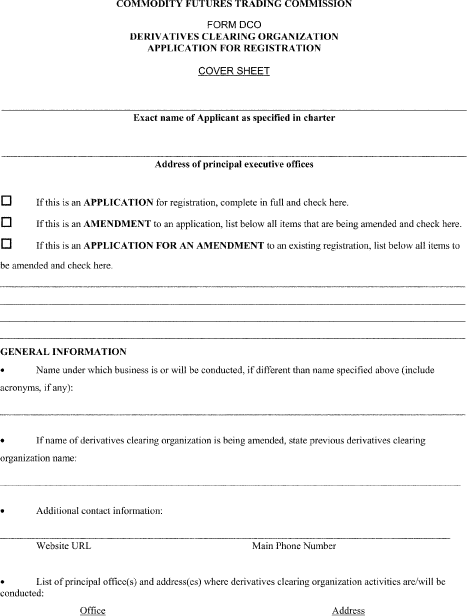 COMMODITY FUTURES TRADING COMMISSION
FORM DCO
DERIVATIVES CLEARING ORGANIZATION
APPLICATION FOR REGISTRATION
COVER SHEET
Exact name of Applicant as specified in charter
Address of principal executive offices
If this is an APPLICATION for registration, complete in full and check here.
If this is an AMENDMENT to an application, list below all items that are being amended and check here.
If this is an APPLICATION FOR AN AMENDMENT to an existing registration, list below all items to
be amended and check here.
GENERAL INFORMATION
• Name under which business is or will be conducted, if different than name specified above (include
acronyms, if any):
• If name of derivatives clearing organization is being amended, state previous derivatives clearing
organization name:
• Additional contact information:
Website URL Main Phone Number
• List of principal office(s) and address(es) where derivatives clearing organization activities are/will be
conducted:
Office Address